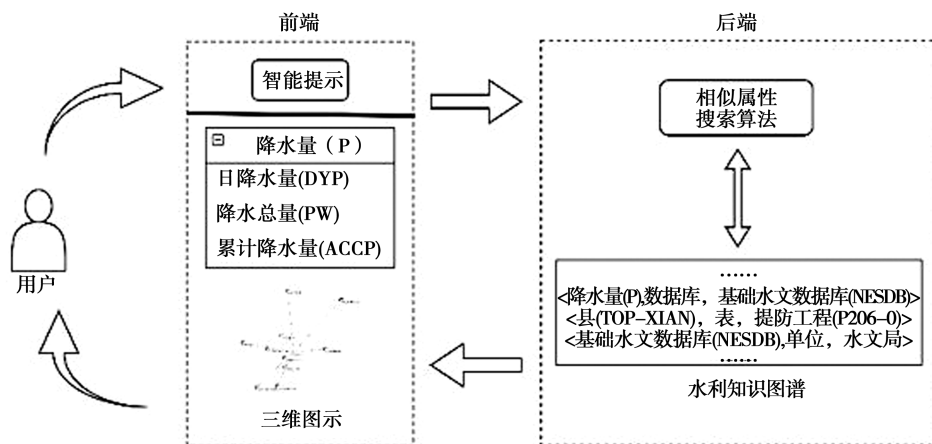 前端
后端
智能提示
相似属性
搜索算法
降水量（P）
日降水量(DYP)
降水总量(PW)
累计降水量(ACCP)
用户
……
<降水量(P),数据库，基础水文数据库(NESDB)>
<县(TOP-XIAN)，表，提防工程(P206-0)>
<基础水文数据库(NESDB),单位，水文局>
……
三维图示
水利知识图谱